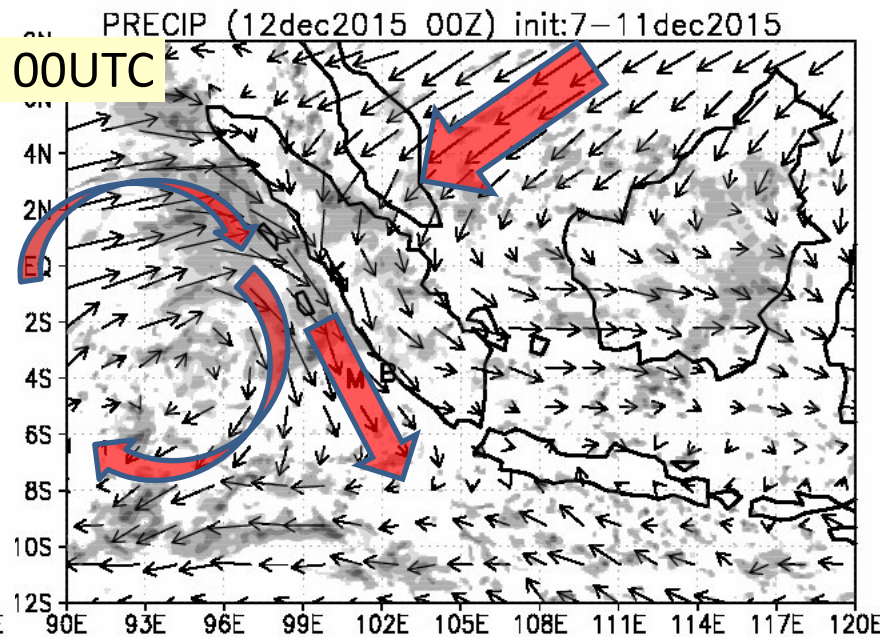 PRECIP (12dec2015 00Z) init:7-11dec2015
00UTC
4N
2N
EQ
2S
4S
6S
8S
10S
12S
M
B
90E 93E 96E 99E 102E 105E 108E 111E 114E 117E 120E